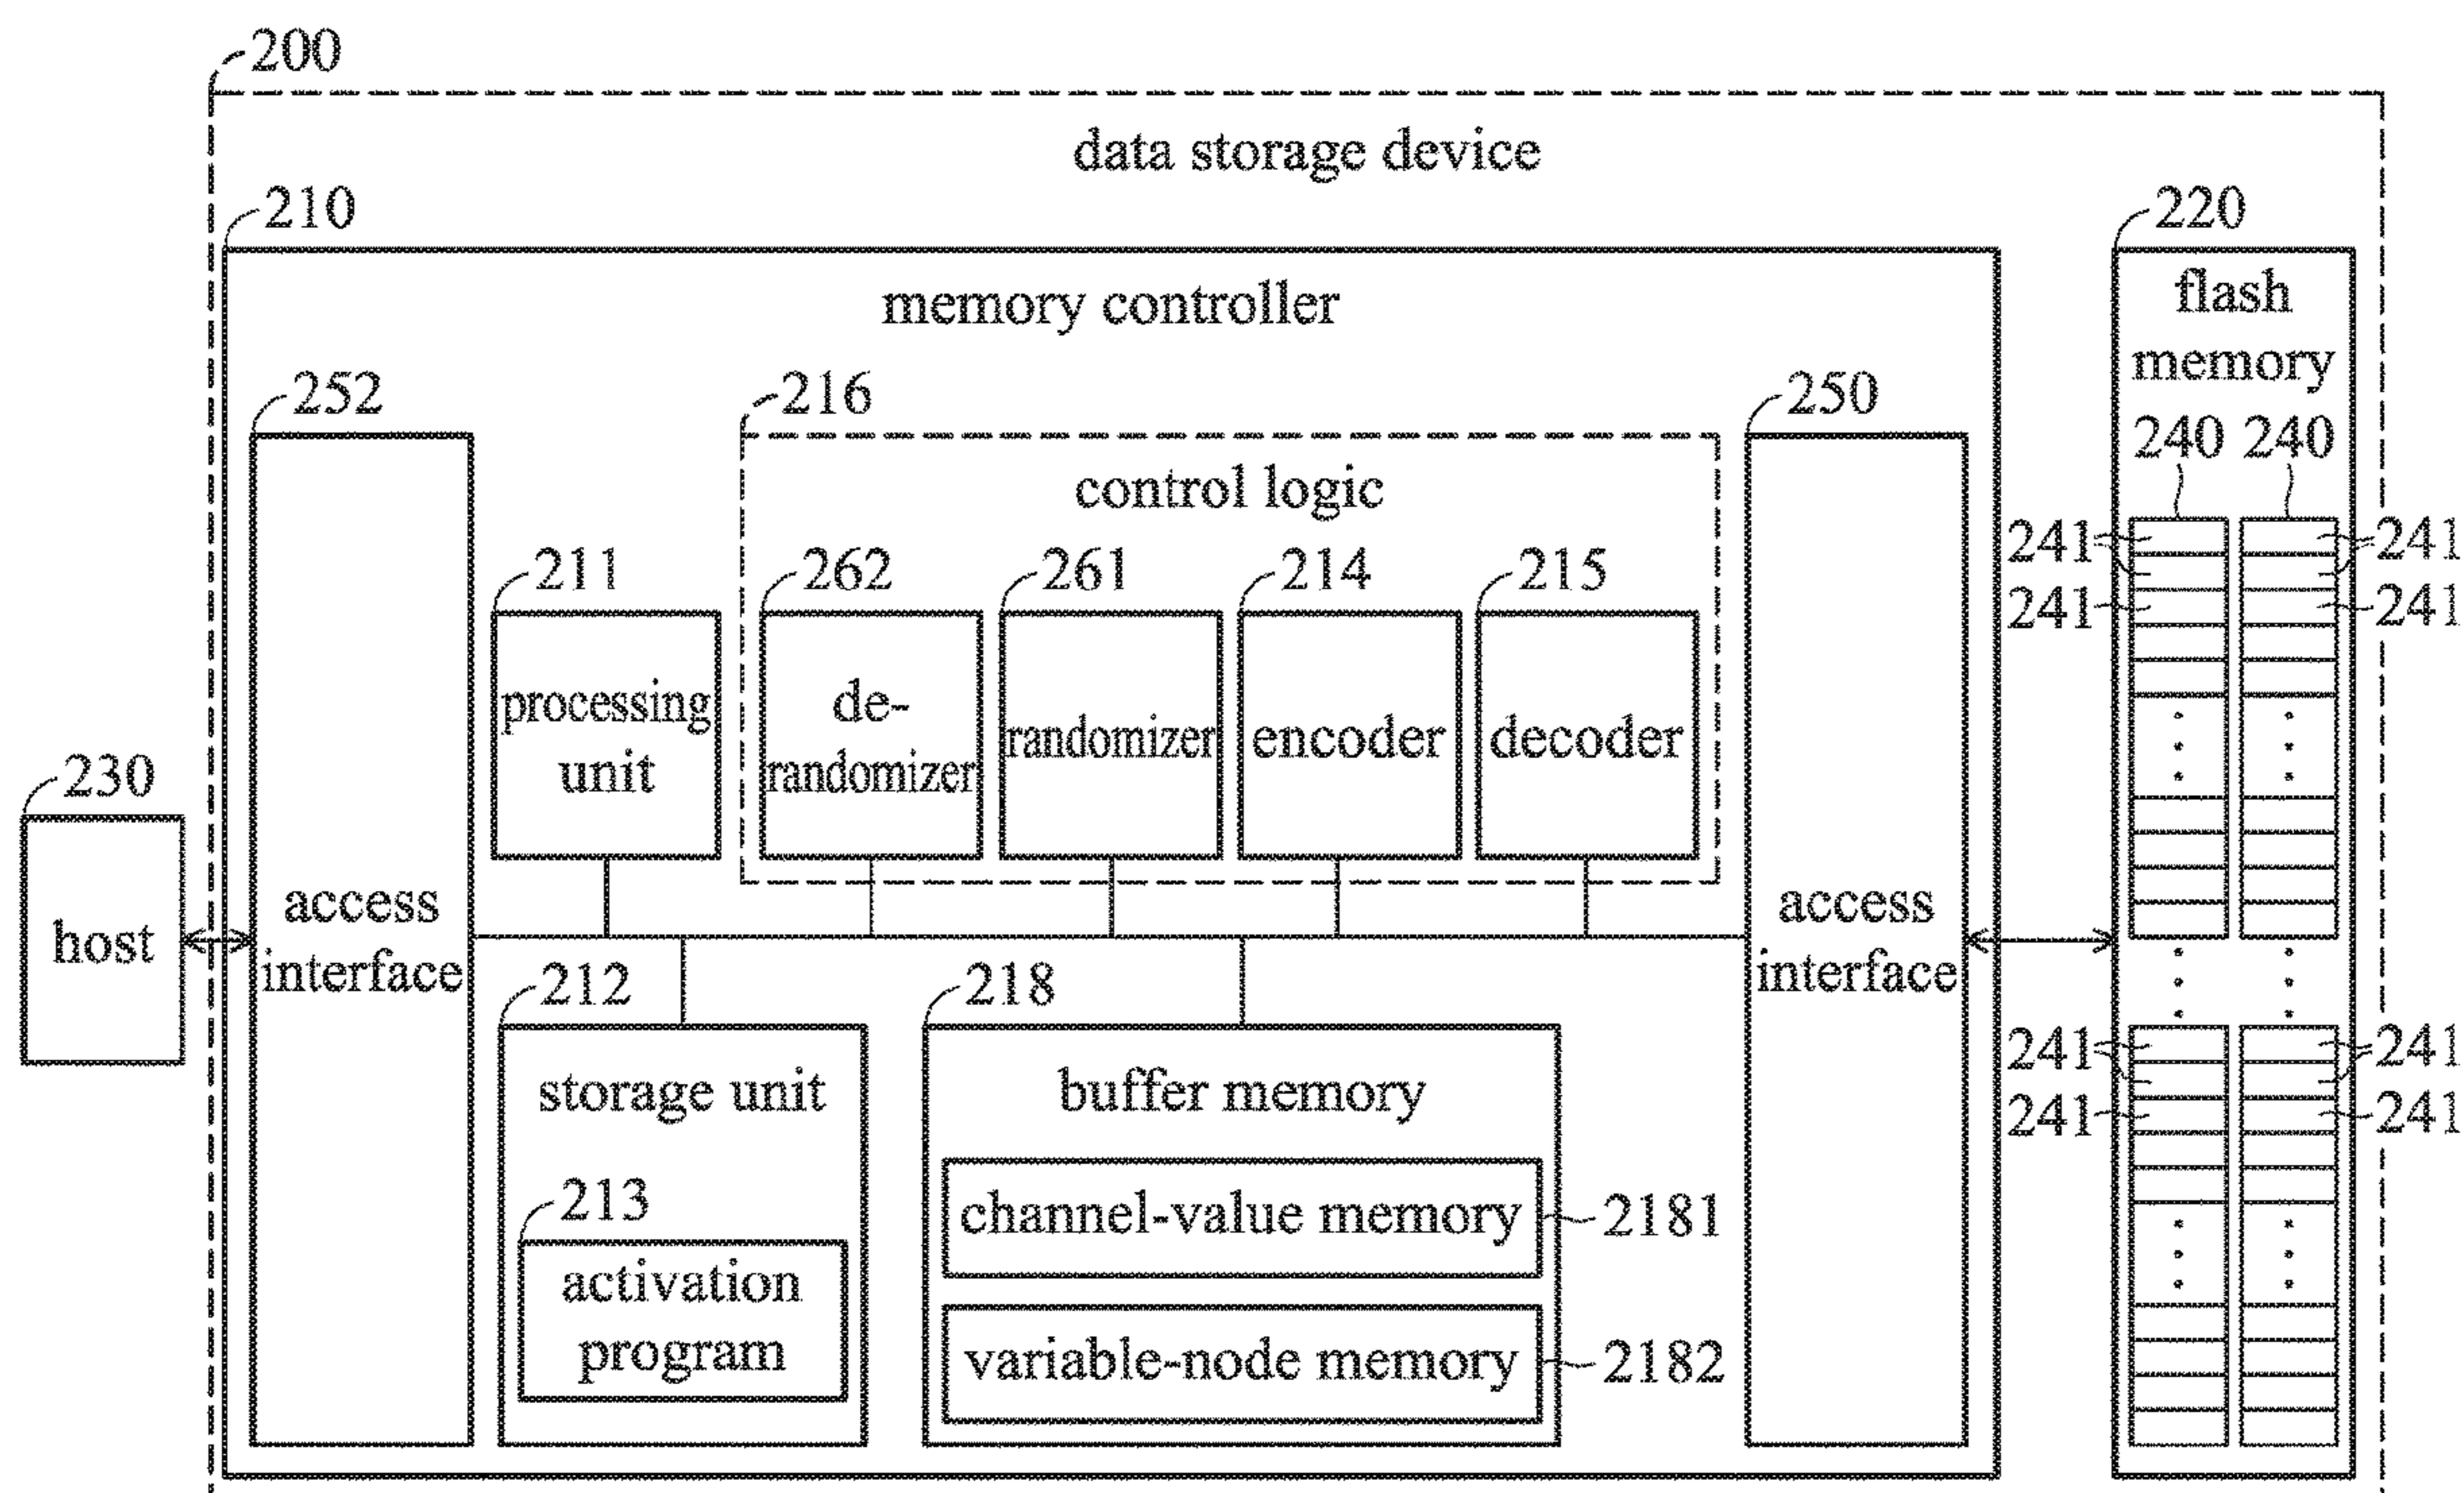 200
data storage device
210
220
memory controller
flash
memory
252
216
250
240 240
control logic
211
262
261
214
215
241
241
241
241
processing
unit
de-
randomizer
randomizer
encoder
decoder
230
host
access
interface
access
interface
212
218
241
241
241
241
storage unit
buffer memory
213
channel-value memory
2181
activation
program
variable-node memory
2182